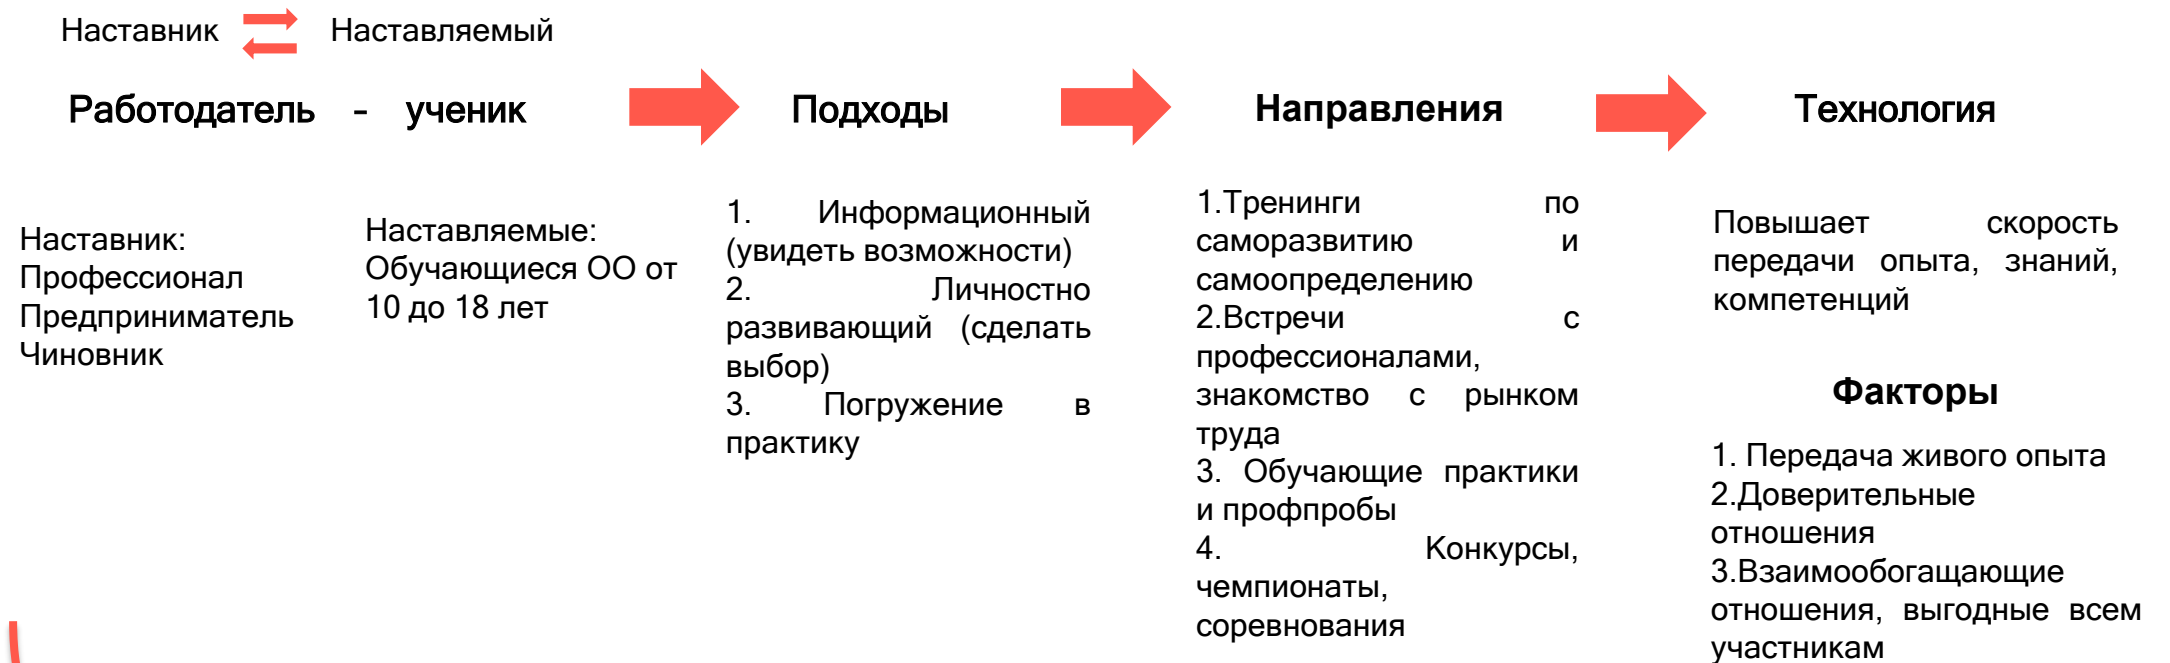 Наставник Наставляемый
Работодатель - ученик
Наставник:
Профессионал
Предприниматель
Чиновник
Наставляемые:
Обучающиеся ОО от
10 до 18 лет
Подходы
1. Информационный
(увидеть возможности)
2. Личностно
развивающий (сделать
выбор)
3. Погружение в
практику
Направления
1.Тренинги по
саморазвитию и
самоопределению
2.Встречи с
профессионалами,
знакомство с рынком
труда
3. Обучающие практики
и профпробы
4. Конкурсы,
чемпионаты,
соревнования
Технология
Повышает скорость
передачи опыта, знаний,
компетенций
Факторы
1. Передача живого опыта
2.Доверительные
отношения
3.Взаимообогащающие
отношения, выгодные всем
участникам